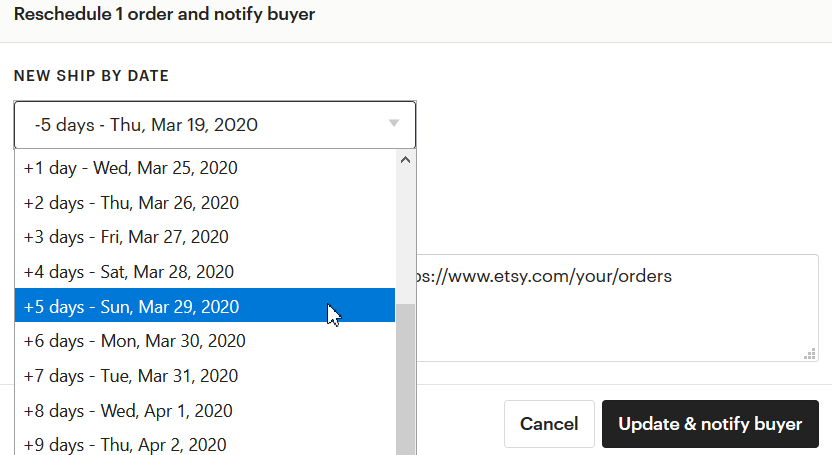 Reschedule 1 order and notify buyer
NEW SHIP BY DATE
-5 days - Thu, Mar 19, 2020
+1 day - Wed, Mar 25, 2020
+2 days - Thu, Mar 26, 2020
+3 days - Fri, Mar 27, 2020
+4 days - Sat, Mar 28, 2020
+5 days - Sun, Mar 29, 2020
+6 days - Mon, Mar 30, 2020
+7 days - Tue, Mar 31, 2020
+8 days - Wed, Apr 1, 2020
+9 days - Thu, Apr 2, 2020
ps://www.etsy.com/your/orders
Cancel
Update & notify buyer